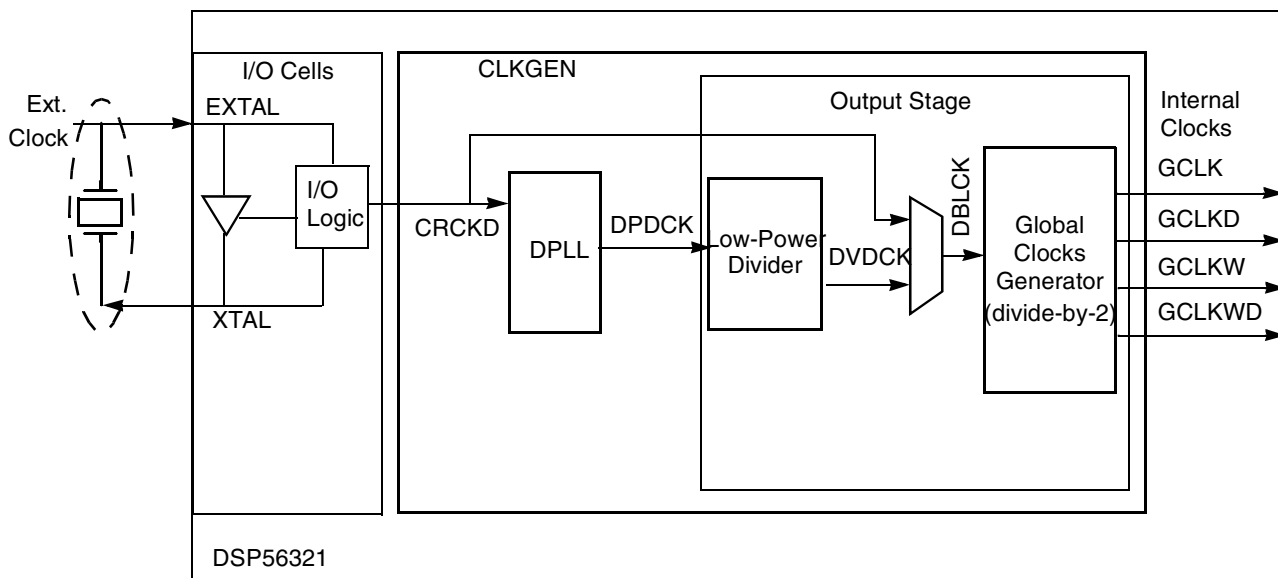 I/O Cells
CLKGEN
Output Stage
Ext.
Clock
EXTAL
Internal
Clocks
I/O
Logic
CRCKD
DPLL
DPDCK
Low-Power
Divider
DVDCK
DBLCK
Global
Clocks
Generator
(divide-by-2)
GCLK
GCLKD
GCLKW
GCLKWD
XTAL
DSP56321